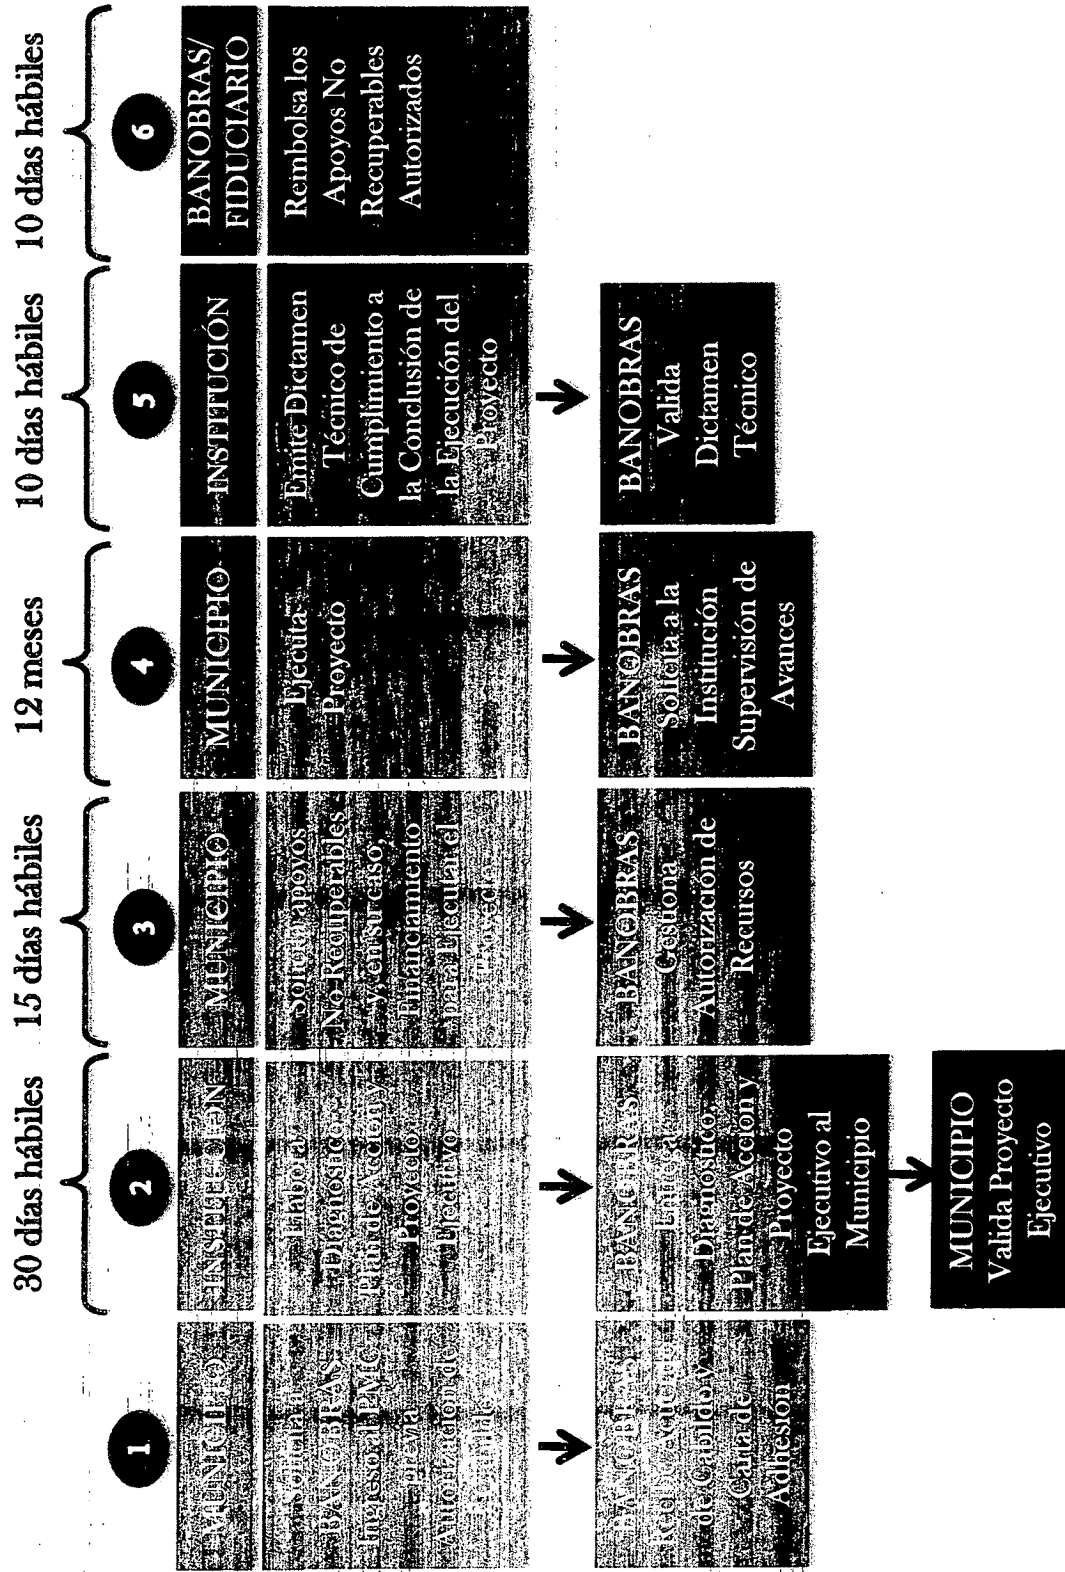 30 días hábiles
15 días hábiles
12 meses
10 días hábiles
10 días hábiles
1
MUNICIPIO
Solicita a
BANOBRAS
Ingreso al PMC
previa
Autorización de
Cabildo
BANOBRAS
Recibe Acuerdo
de Cabildo y
Carta de
Adhesión
2
INSTITUCIÓN
Elabora
Diagnóstico,
Plan de Acción y
Proyecto
Ejecutivo
BANOBRAS
Entrega
Diagnóstico,
Plan de Acción y
Proyecto
Ejecutivo al
Municipio
MUNICIPIO
Valida Proyecto
Ejecutivo
3
MUNICIPIO
Solicita apoyos
No Recuperables
y, en su caso,
Financiamiento
para Ejecutar el
Proyecto
BANOBRAS
Gestiona
Autorización de
Recursos
4
MUNICIPIO
Ejecuta
Proyecto
BANOBRAS
Solicita a la
Institución
Supervisión de
Avances
5
INSTITUCIÓN
Emite Dictamen
Técnico de
Cumplimiento a
la Conclusión de
la Ejecución del
Proyecto
BANOBRAS
Valida
Dictamen
Técnico
6
BANOBRAS/
FIDUCIARIO
Rembolsa los
Apoyos No
Recuperables
Autorizados